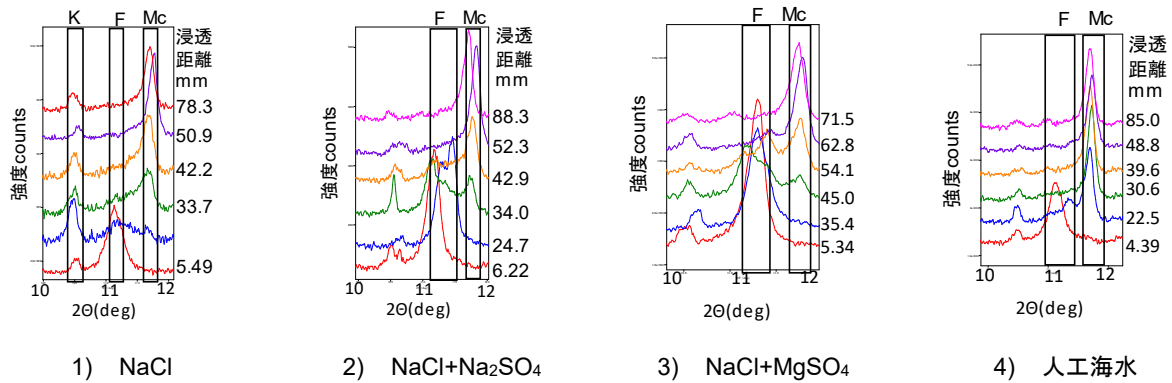 K F Mc
浸透
距離
mm
78.3
50.9
42.2
33.7
5.49
強度counts
10 11 12
2Θ(deg)
1) NaCl
F Mc
浸透
距離
mm
88.3
52.3
42.9
34.0
24.7
6.22
強度counts
10 11 12
2Θ(deg)
2) NaCl+Na₂SO₄
F Mc
71.5
62.8
54.1
45.0
35.4
5.34
強度counts
10 11 12
2Θ(deg)
3) NaCl+MgSO₄
F Mc
浸透
距離
mm
85.0
48.8
39.6
30.6
22.5
4.39
強度counts
10 11 12
2Θ(deg)
4) 人工海水